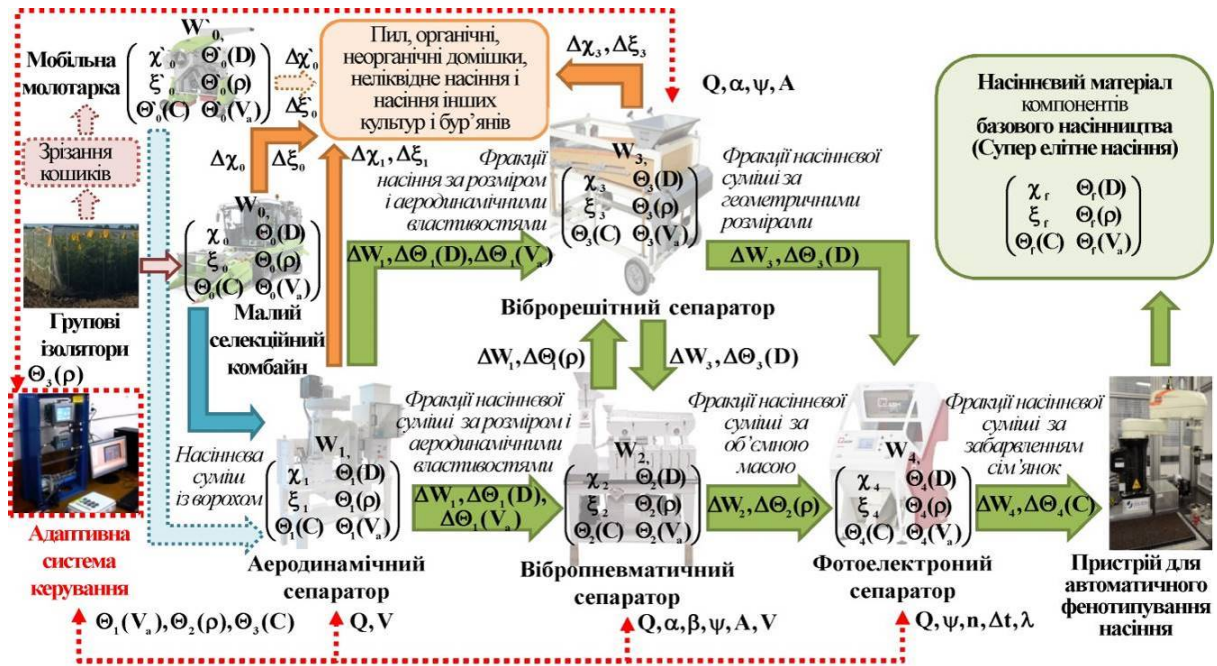 Мобільна
молотарка
W`0,
χ`0 Θ`0(D)
ξ`0 Θ`0(ρ)
Θ`0(C) Θ`0(Va)
Δχ`0
Δξ`0
Пил, органічні,
неорганічні домішки,
неліквідне насіння і
насіння інших
культур і бур’янів
Δχ3, Δξ3
Q, α, ψ, A
Насіннєвий матеріал
компонентів
базового насінництва
(Супер елітне насіння)
χr Θr(D)
ξr Θr(ρ)
Θr(C) Θr(Va)
Зрізання
кошиків
Групові
ізолятори
Δχ0 Δξ0
W0,
χ0 Θ0(D)
ξ0 Θ0(ρ)
Θ0(C) Θ0(Va)
Малий
селекційний
комбайн
Δχ1, Δξ1
Фракції
насіння за розміром
і аеродинамічними
властивостями
ΔW1, ΔΘ1(D), ΔΘ1(Va)
W3,
χ3 Θ3(D)
ξ3 Θ3(ρ)
Θ3(C) Θ3(Va)
Віброрешітний сепаратор
Фракції насіннєвої
суміші за
геометричними
розмірами
ΔW3, ΔΘ3(D)
ΔW1, ΔΘ1(ρ)
ΔW3, ΔΘ3(D)
Θ3(ρ)
Адаптивна
система
керування
Насіннєва
суміш
із ворохом
W1,
χ1 Θ1(D)
ξ1 Θ1(ρ)
Θ1(C) Θ1(Va)
Аеродинамічний
сепаратор
Фракції насіннєвої
суміші за розміром і
аеродинамічними
властивостями
ΔW1, ΔΘ1(D),
ΔΘ1(Va)
W2,
χ2 Θ2(D)
ξ2 Θ2(ρ)
Θ2(C) Θ2(Va)
Вібропневматичний
сепаратор
Фракції насіннєвої
суміші за
об’ємною
масою
ΔW2, ΔΘ2(ρ)
W4,
χ4 Θ4(D)
ξ4 Θ4(ρ)
Θ4(C) Θ4(Va)
Фотоелектроний
сепаратор
Фракції насіннєвої
суміші за
забарвленням
сім’янок
ΔW4, ΔΘ4(C)
Пристрій для
автоматичного
фенотипування
насіння
Θ1(Va), Θ2(ρ), Θ3(C)
Q, V
Q, α, β, ψ, A, V
Q, ψ, n, Δt, λ